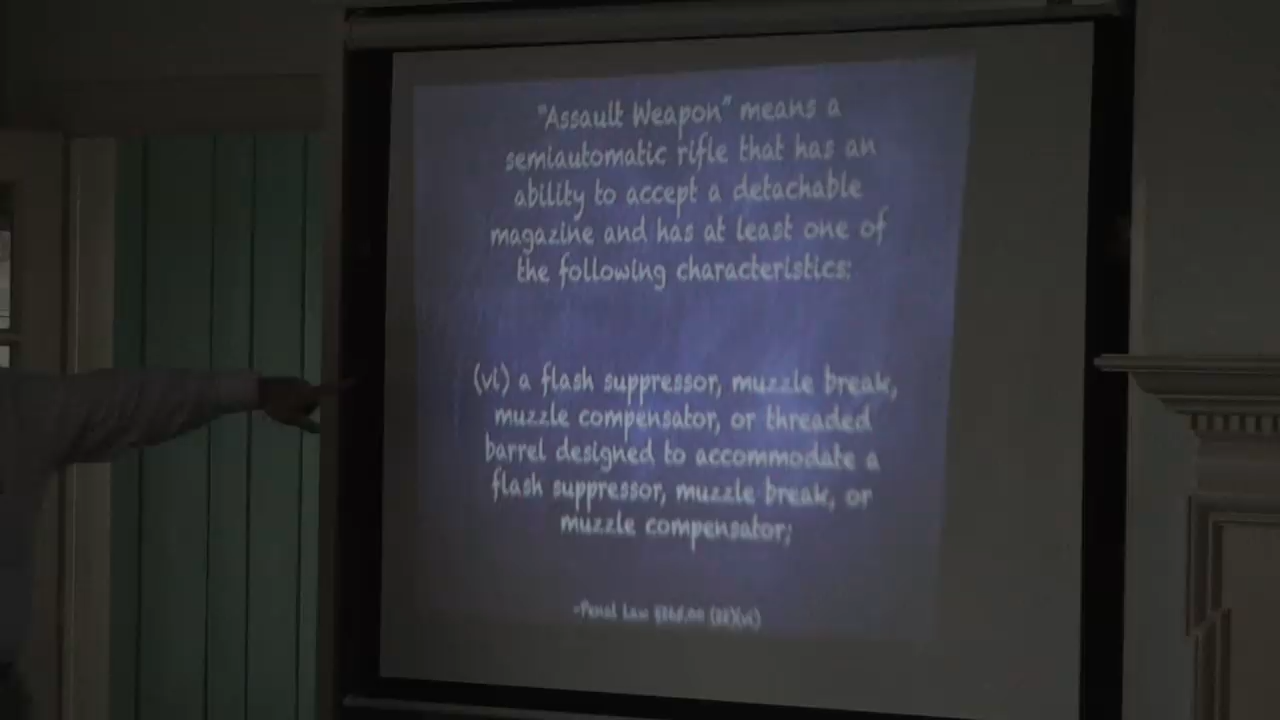 "Assault Weapon" means a
semiautomatic rifle that has an
ability to accept a detachable
magazine and has at least one of
the following characteristics:
(vi) a flash suppressor, muzzle break,
muzzle compensator, or threaded
barrel designed to accommodate a
flash suppressor, muzzle break, or
muzzle compensator;
-Penal Law